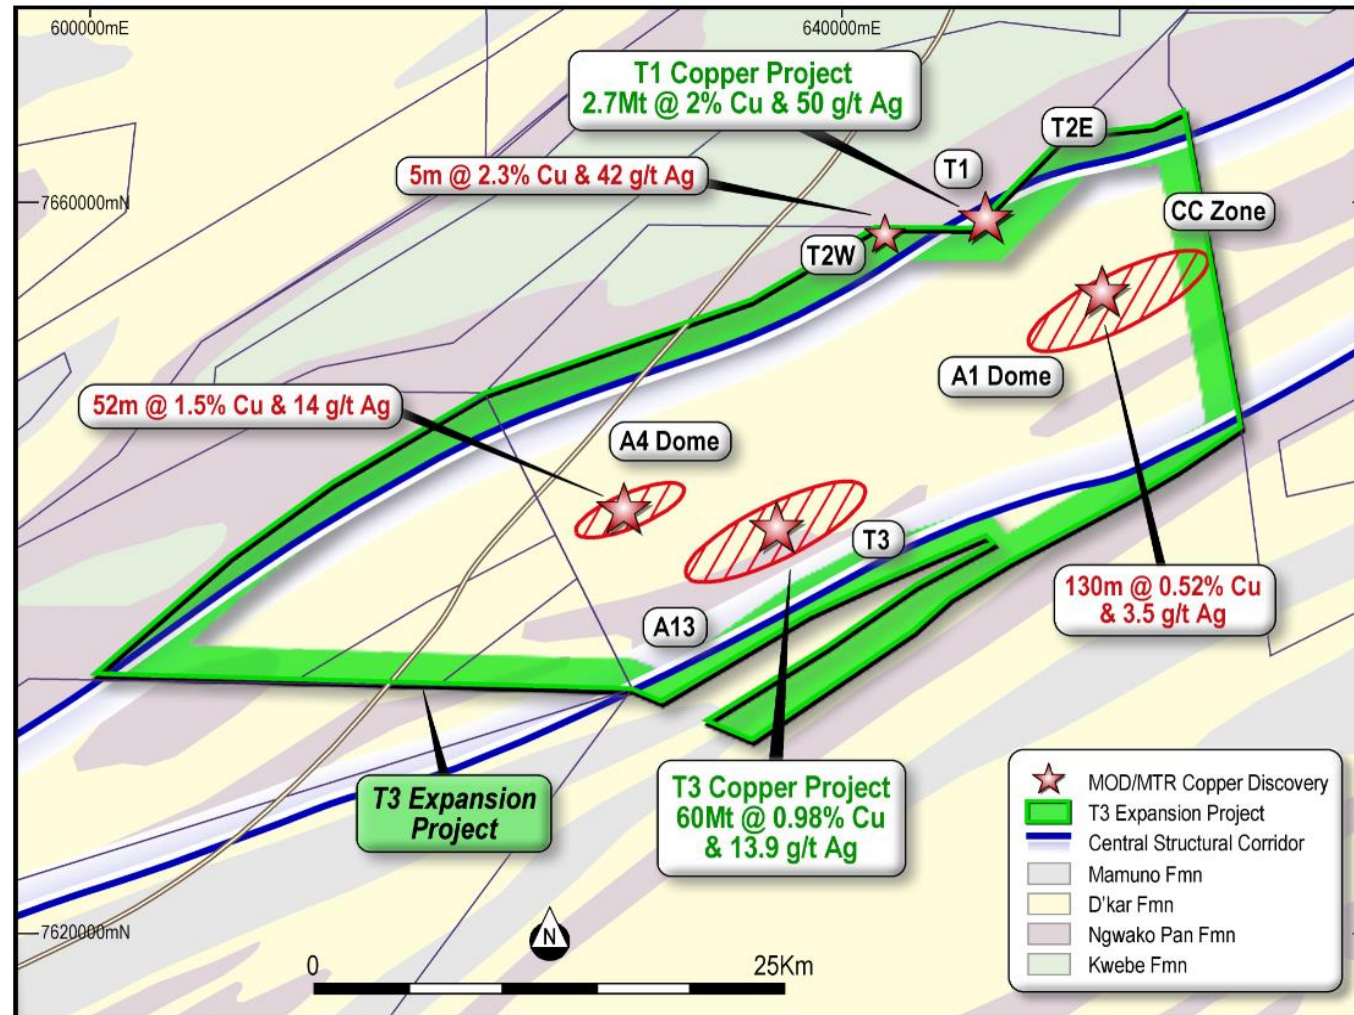 600000mE
640000mE
T1 Copper Project
2.7Mt @ 2% Cu & 50 g/t Ag
T2E
5m @ 2.3% Cu & 42 g/t Ag
T1
7660000mN
CC Zone
T2W
A1 Dome
52m @ 1.5% Cu & 14 g/t Ag
A4 Dome
T3
130m @ 0.52% Cu
& 3.5 g/t Ag
A13
T3 Expansion
Project
T3 Copper Project
60Mt @ 0.98% Cu
& 13.9 g/t Ag
MOD/MTR Copper Discovery
T3 Expansion Project
Central Structural Corridor
Mamuno Fmn
D'kar Fmn
Ngwako Pan Fmn
Kwebe Fmn
7620000mN
N
0
25Km